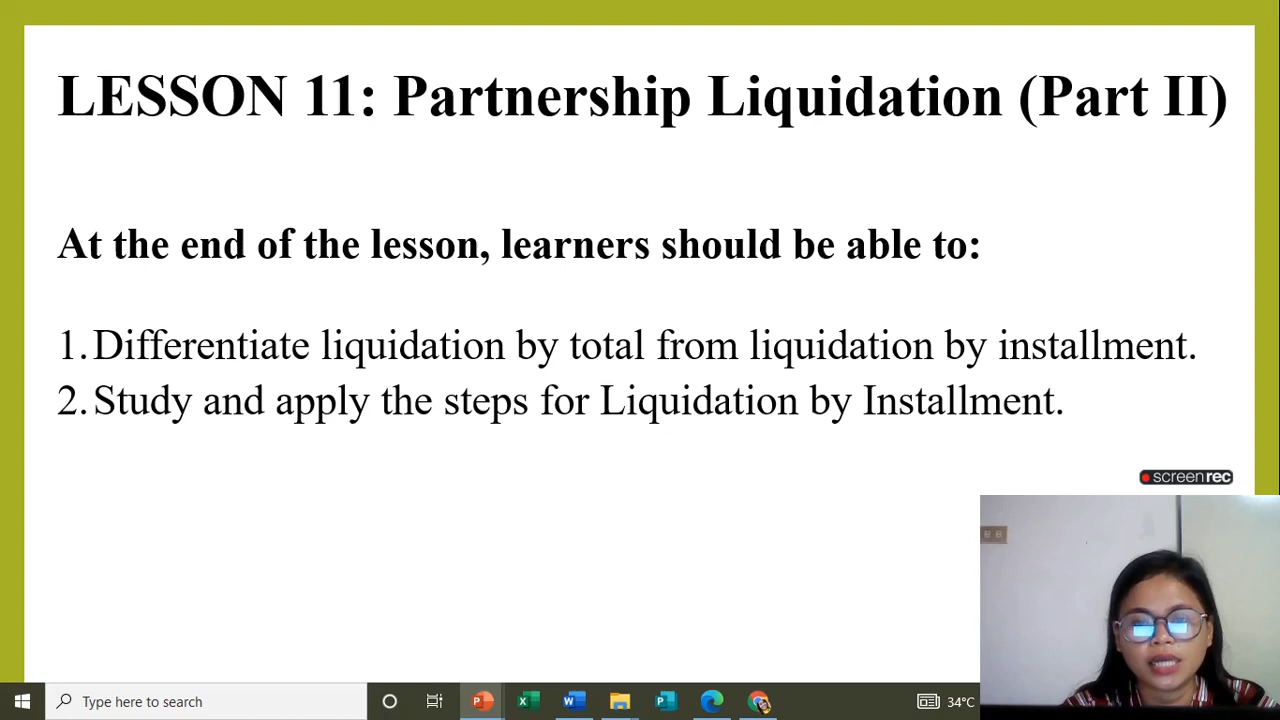 LESSON 11: Partnership Liquidation (Part II)
At the end of the lesson, learners should be able to:
1. Differentiate liquidation by total from liquidation by installment.
2. Study and apply the steps for Liquidation by Installment.
screenrec
Type here to search
34°C